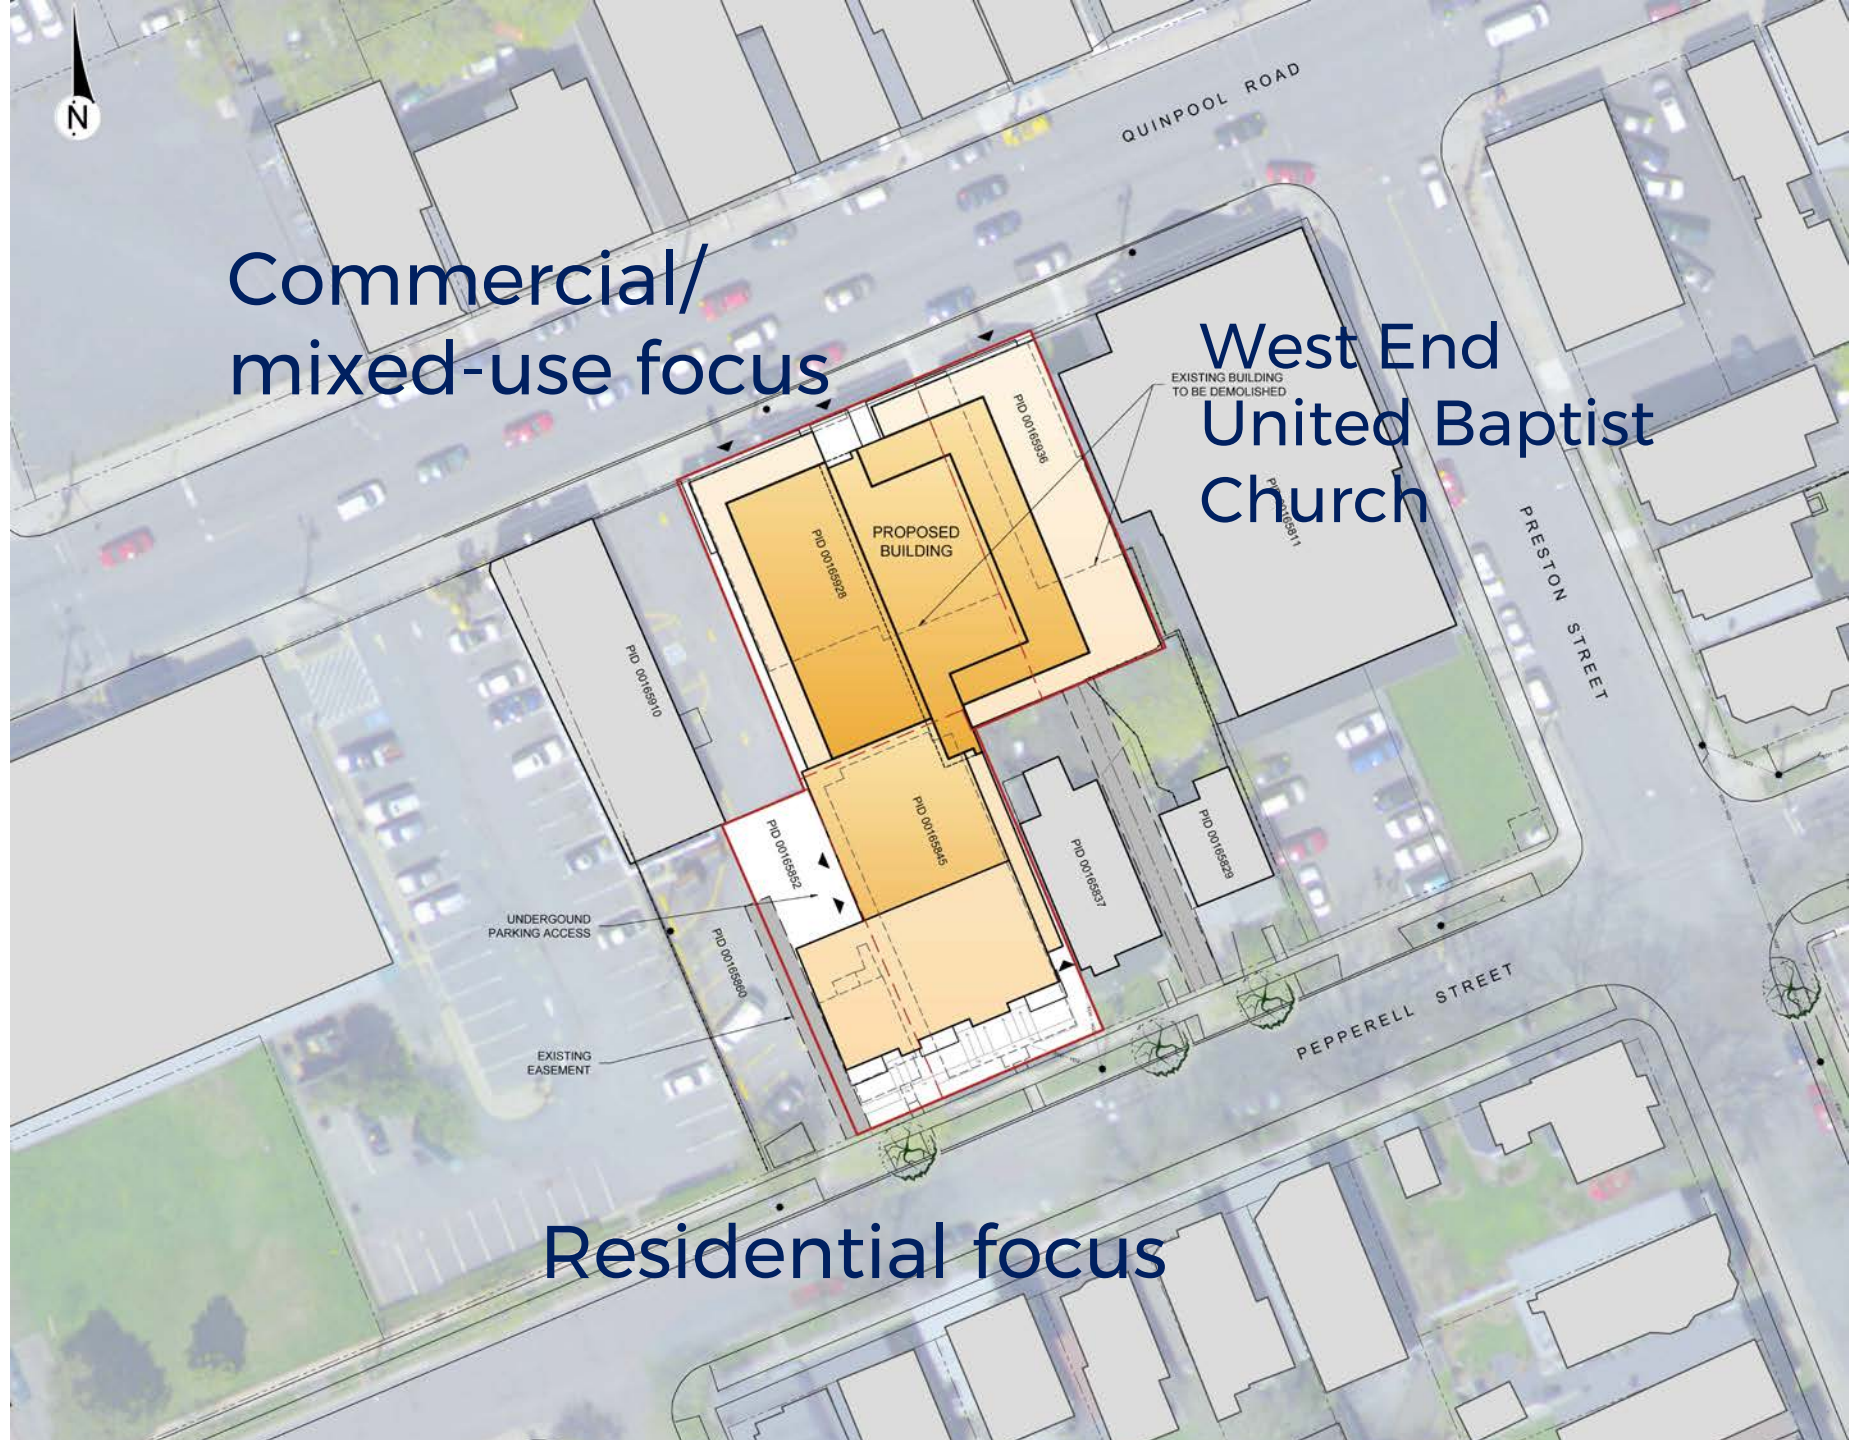 N
QUINPOOL ROAD
Commercial/
mixed-use focus
West End
United Baptist
Church
EXISTING BUILDING
TO BE DEMOLISHED
PID 00165936
PID 00165811
PRESTON STREET
PROPOSED
BUILDING
PID 00165928
PID 00165910
PID 00165852
PID 00165845
PID 00165837
PID 00165829
UNDERGOUND
PARKING ACCESS
PID 00165860
EXISTING
EASEMENT
PEPPERELL STREET
Residential focus